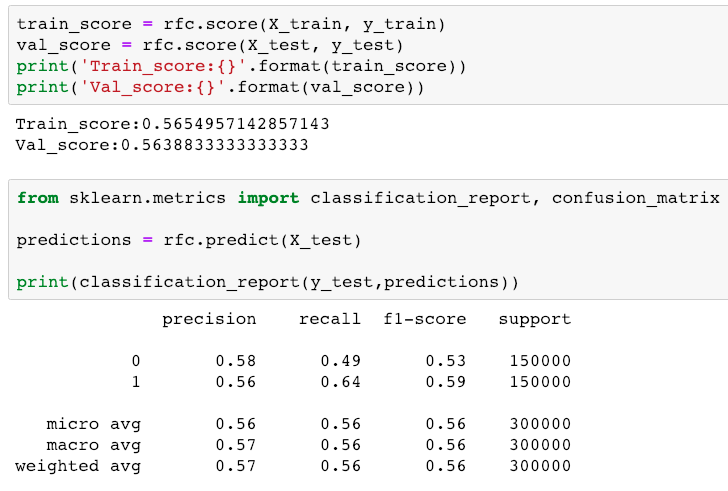 train_score = rfc.score(X_train, y_train)
val_score = rfc.score(X_test, y_test)
print('Train_score:{}'.format(train_score))
print('Val_score:{}'.format(val_score))
Train_score:0.5654957142857143
Val_score:0.5638833333333333
from sklearn.metrics import classification_report, confusion_matrix
predictions = rfc.predict(X_test)
print(classification_report(y_test,predictions))
precision recall f1-score support
0 0.58 0.49 0.53 150000
1 0.56 0.64 0.59 150000
micro avg 0.56 0.56 0.56 300000
macro avg 0.57 0.56 0.56 300000
weighted avg 0.57 0.56 0.56 300000